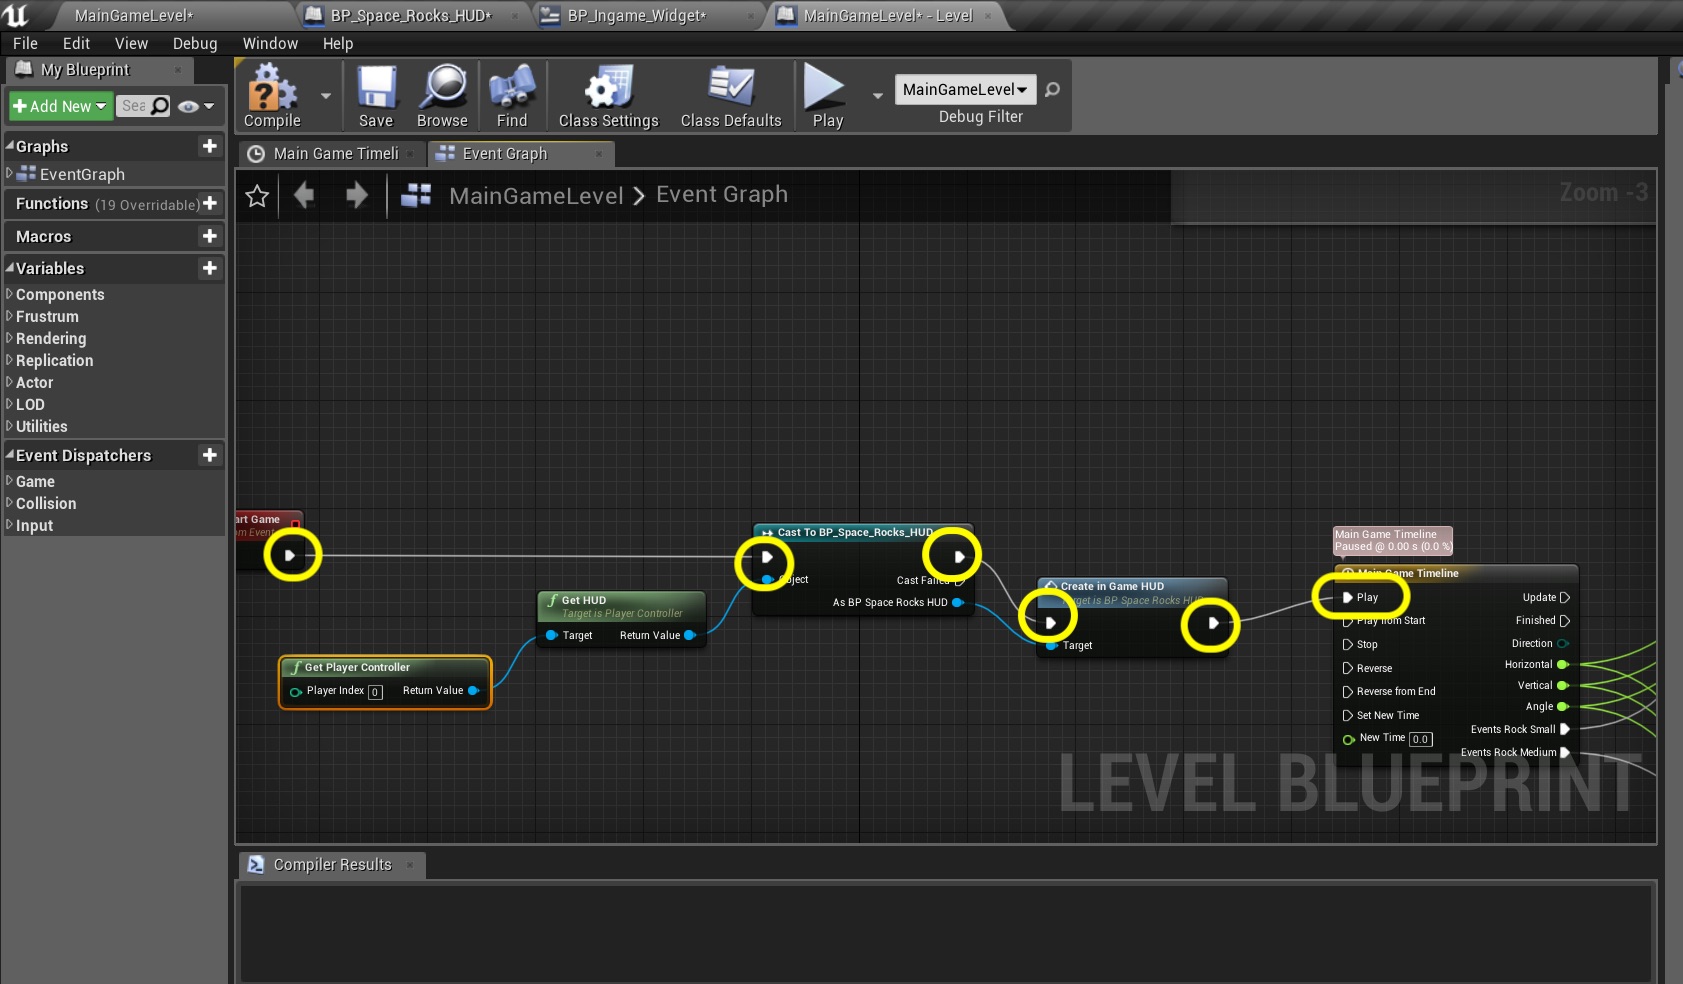 MainGameLevel*
BP_Space_Rocks_HUD*
BP_Ingame_Widget*
MainGameLevel* - Level
File Edit View Debug Window Help
My Blueprint
Add New
Sea
Compile
Save
Browse
Find
Class Settings
Class Defaults
Play
MainGameLevel
Debug Filter
Graphs
EventGraph
Functions (19 Overridable)
Macros
Variables
Components
Frustrum
Rendering
Replication
Actor
LOD
Utilities
Event Dispatchers
Game
Collision
Input
Main Game Timeli
Event Graph
MainGameLevel > Event Graph
Zoom -3
art Game
om Event
Get Player Controller
Player Index 0
Return Value
Get HUD
Target is Player Controller
Target
Return Value
Cast To BP_Space_Rocks_HUD
Object
Cast Failed
As BP Space Rocks HUD
Create in Game HUD
Target is BP Space Rocks HUD
Target
Main Game Timeline
Paused @ 0.00 s (0.0 %)
Main Game Timeline
Play
Update
Play from Start
Finished
Stop
Direction
Reverse
Horizontal
Reverse from End
Vertical
Set New Time
Angle
New Time 0.0
Events Rock Small
Events Rock Medium
LEVEL BLUEPRINT
Compiler Results